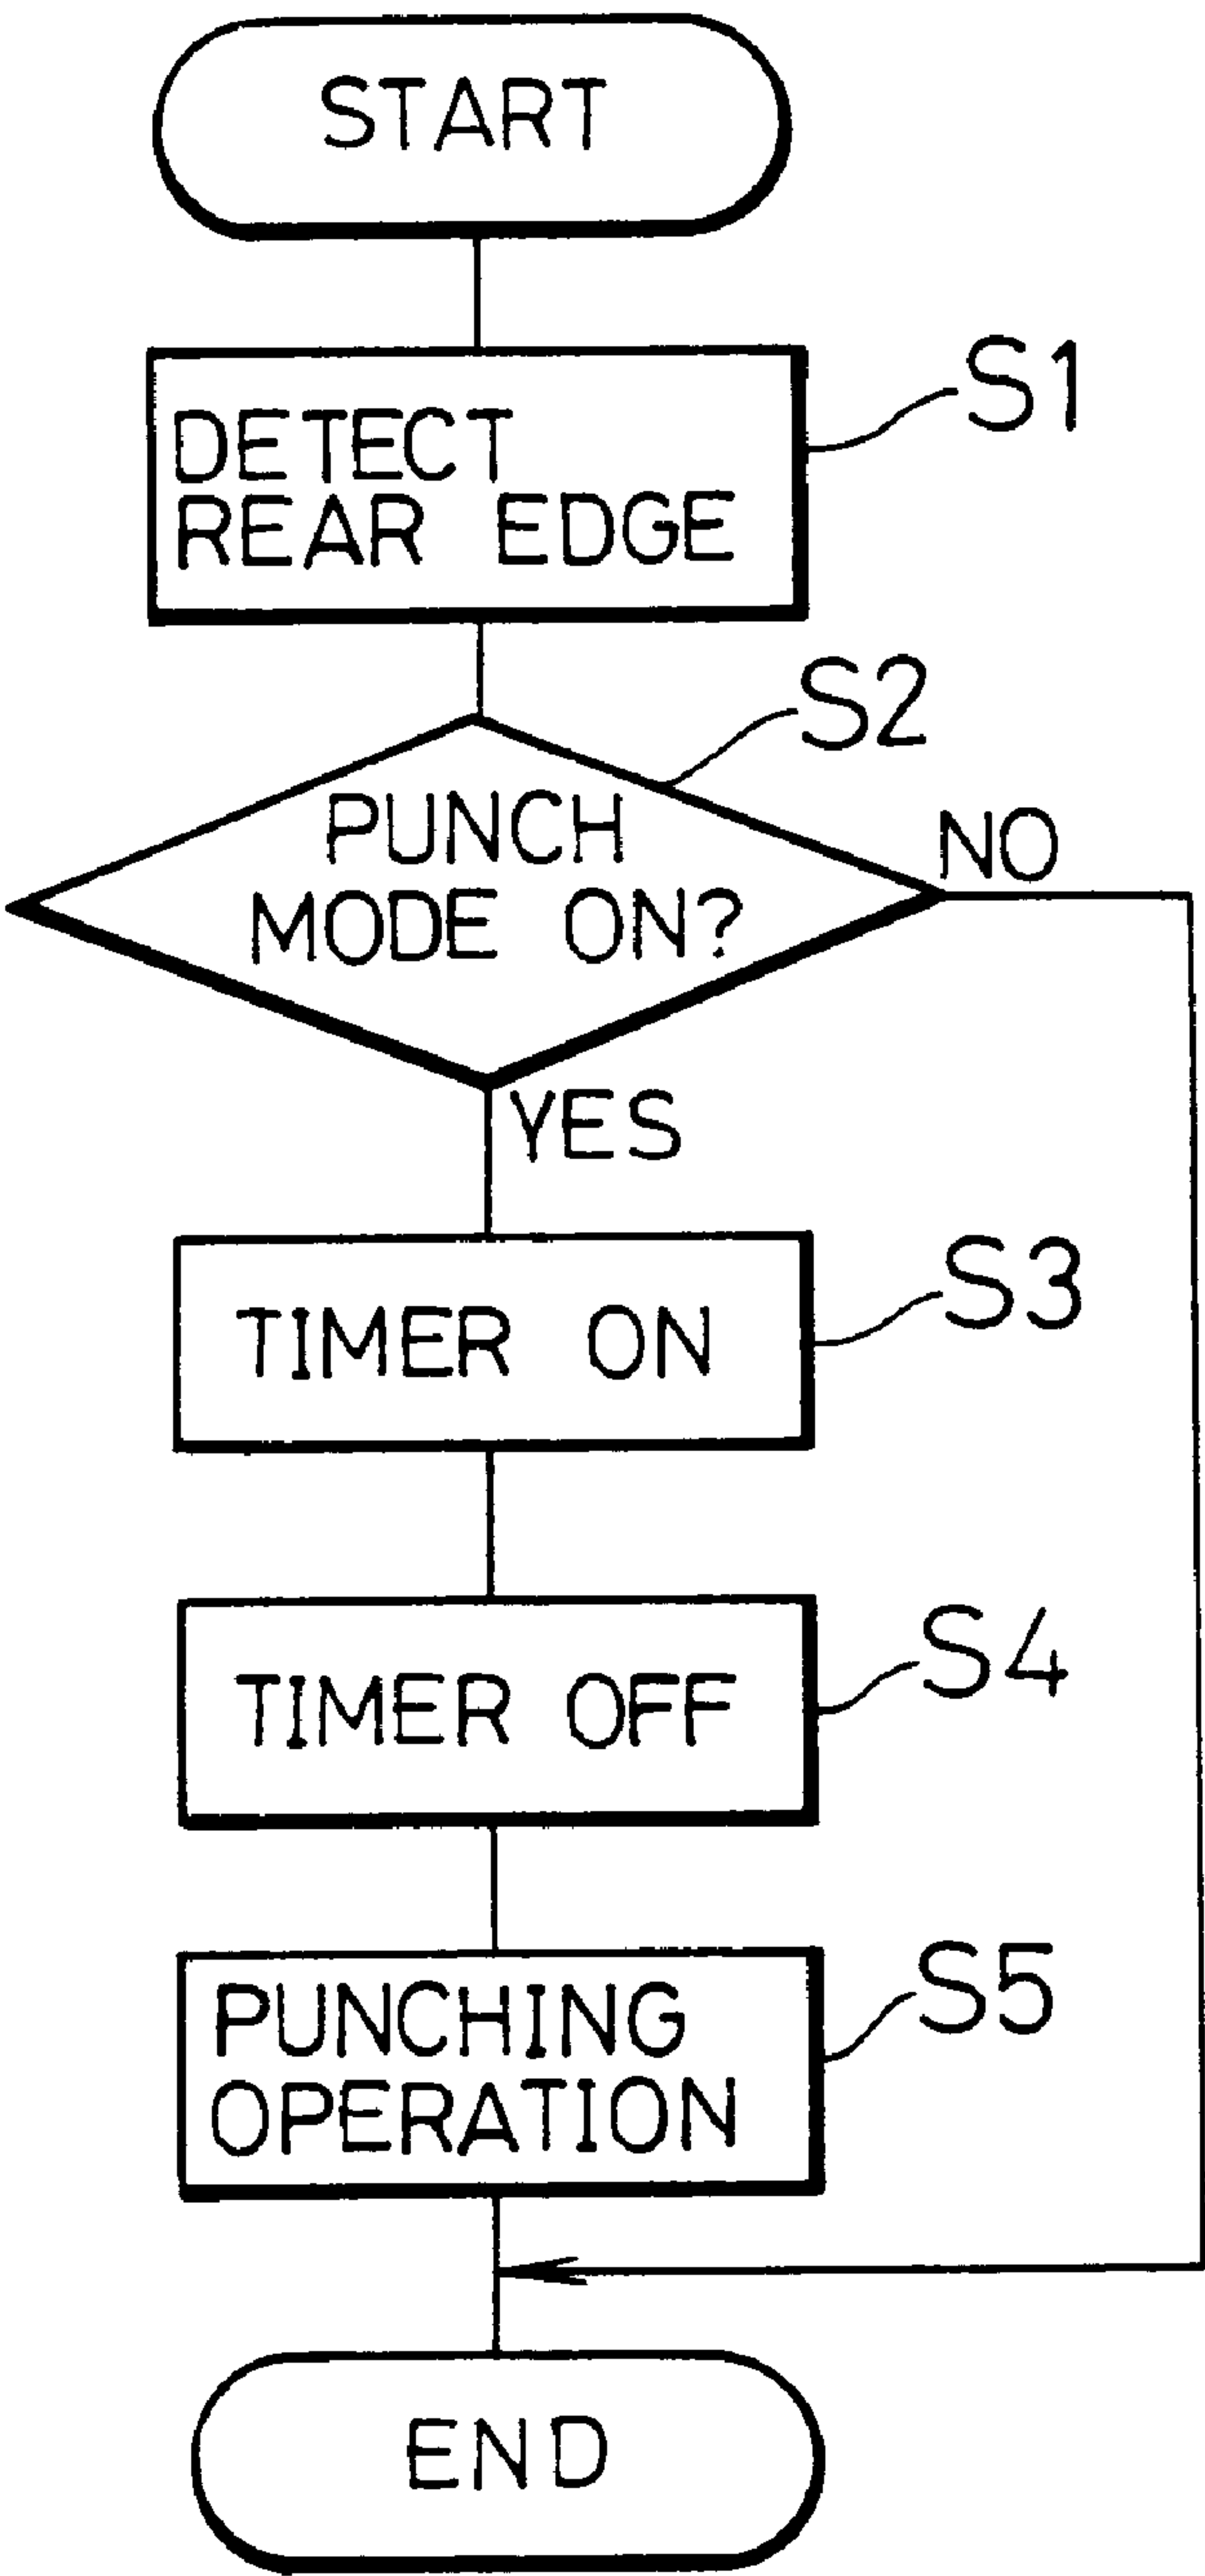 START
S1
DETECT
REAR EDGE
S2
PUNCH
MODE ON?
NO
YES
S3
TIMER ON
S4
TIMER OFF
S5
PUNCHING
OPERATION
END